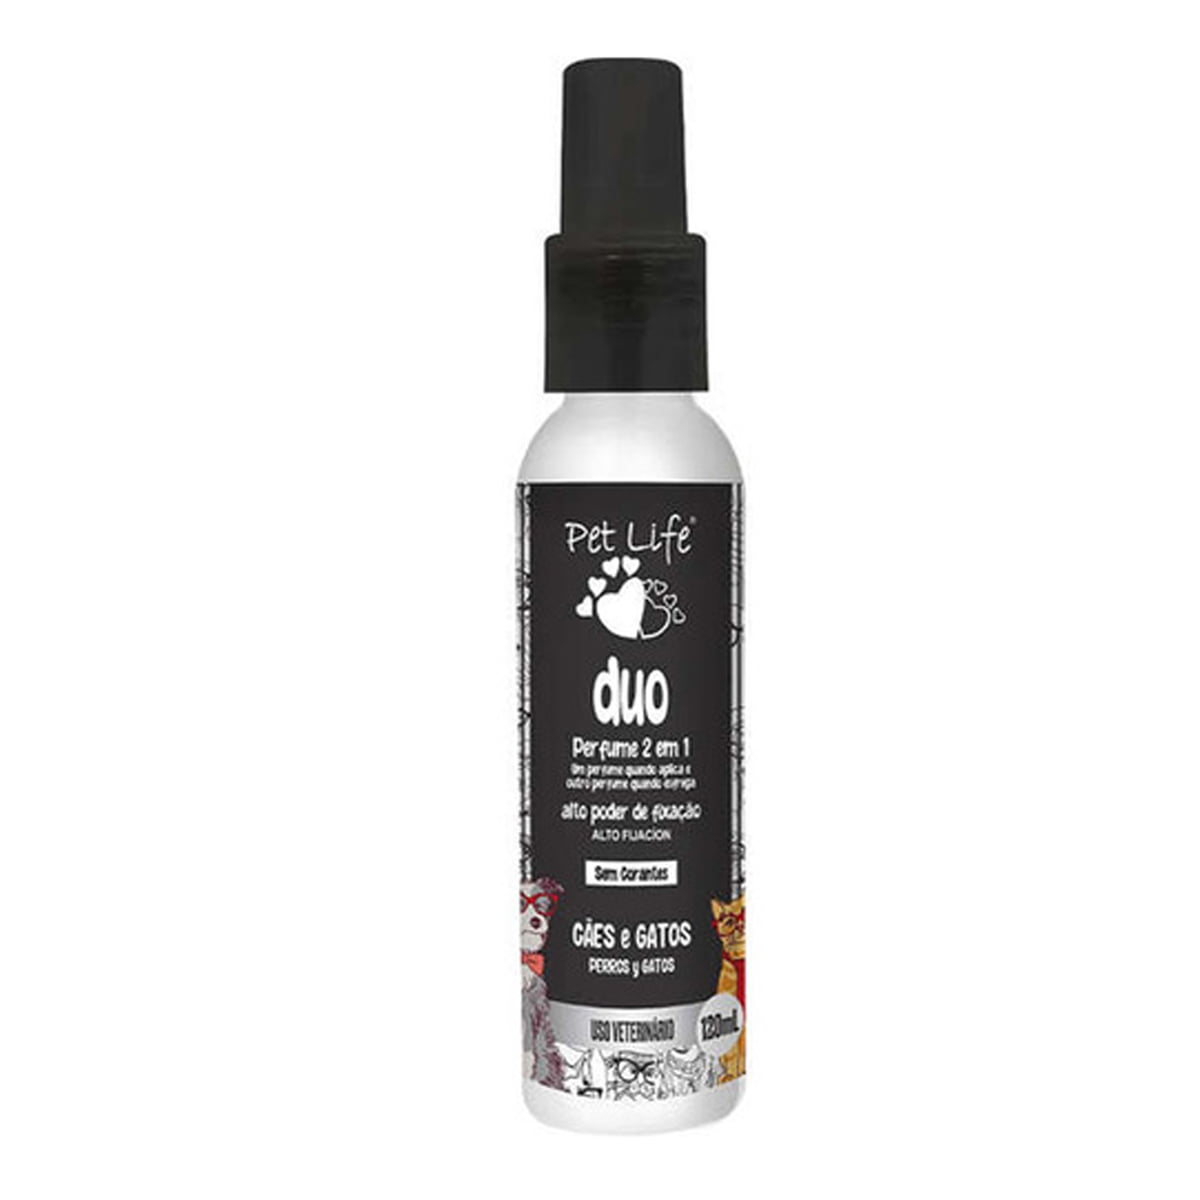 Pet Life®
duo
Perfume 2 em 1
Um perfume quando aplica e
outro perfume quando esfrega
alto poder de fixação
ALTO FIJACÍON
Sem Corantes
CÃES e GATOS
PERROS y GATOS
USO VETERINÁRIO
120mL